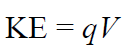 KE = qV